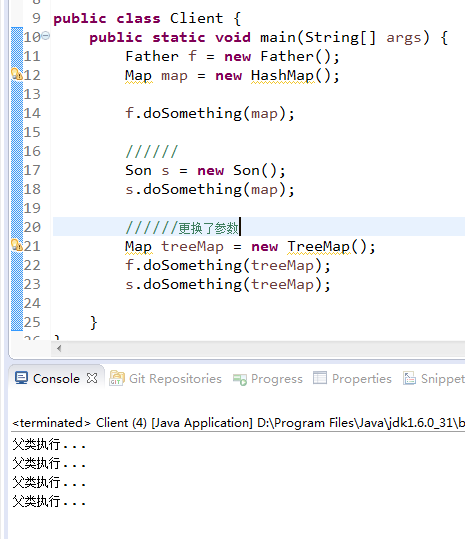 9 public class Client {
10 public static void main(String[] args) {
11 Father f = new Father();
12 Map map = new HashMap();
13
14 f.doSomething(map);
15
16 //////
17 Son s = new Son();
18 s.doSomething(map);
19
20 //////更换了参数
21 Map treeMap = new TreeMap();
22 f.doSomething(treeMap);
23 s.doSomething(treeMap);
24
25 }
Console Git Repositories Progress Properties Snippet
<terminated> Client (4) [Java Application] D:\Program Files\Java\jdk1.6.0_31\b
父类执行...
父类执行...
父类执行...
父类执行...